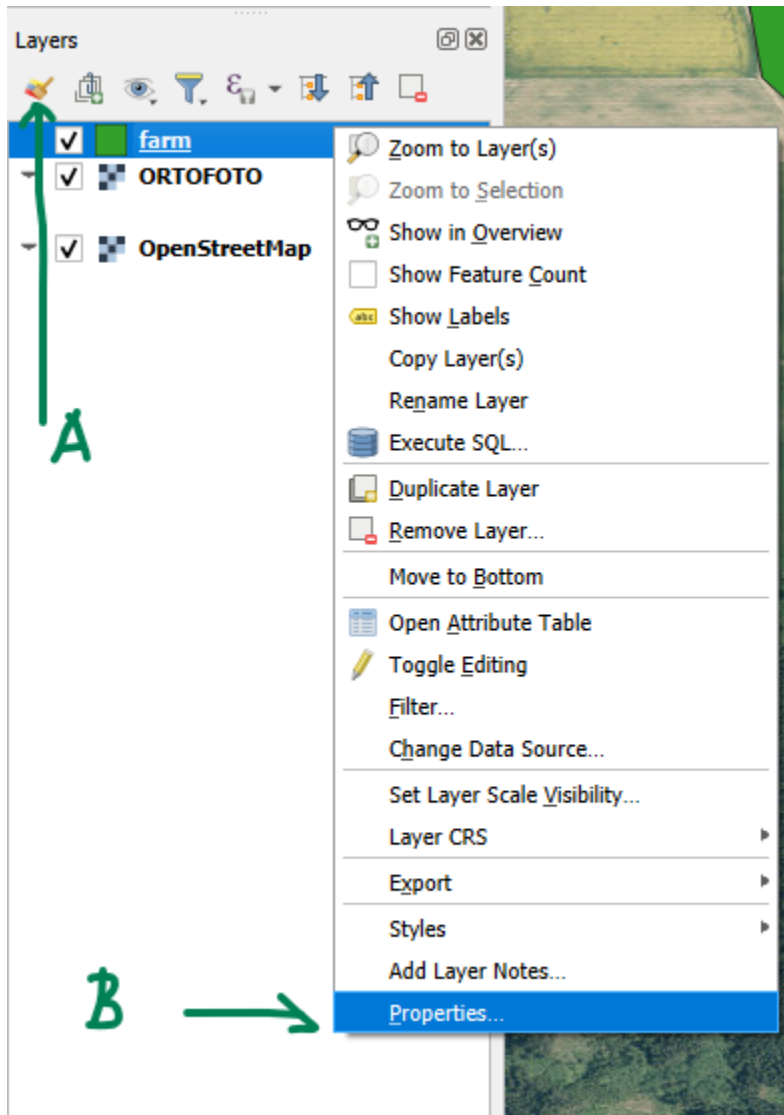 Layers
farm
ORTOFOTO
OpenStreetMap
A
Zoom to Layer(s)
Zoom to Selection
Show in Overview
Show Feature Count
abc Show Labels
Copy Layer(s)
Rename Layer
Execute SQL...
Duplicate Layer
Remove Layer...
Move to Bottom
Open Attribute Table
Toggle Editing
Filter...
Change Data Source...
Set Layer Scale Visibility...
Layer CRS
Export
Styles
Add Layer Notes...
B
Properties...